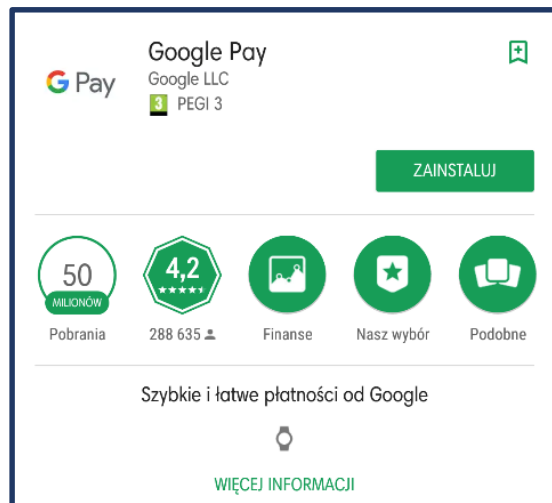 Google Pay
G Pay
Google LLC
3 PEGI 3
ZAINSTALUJ
50
MILIONÓW
4,2
Pobrania
288 635
Finanse
Nasz wybór
Podobne
Szybkie i łatwe płatności od Google
WIĘCEJ INFORMACJI